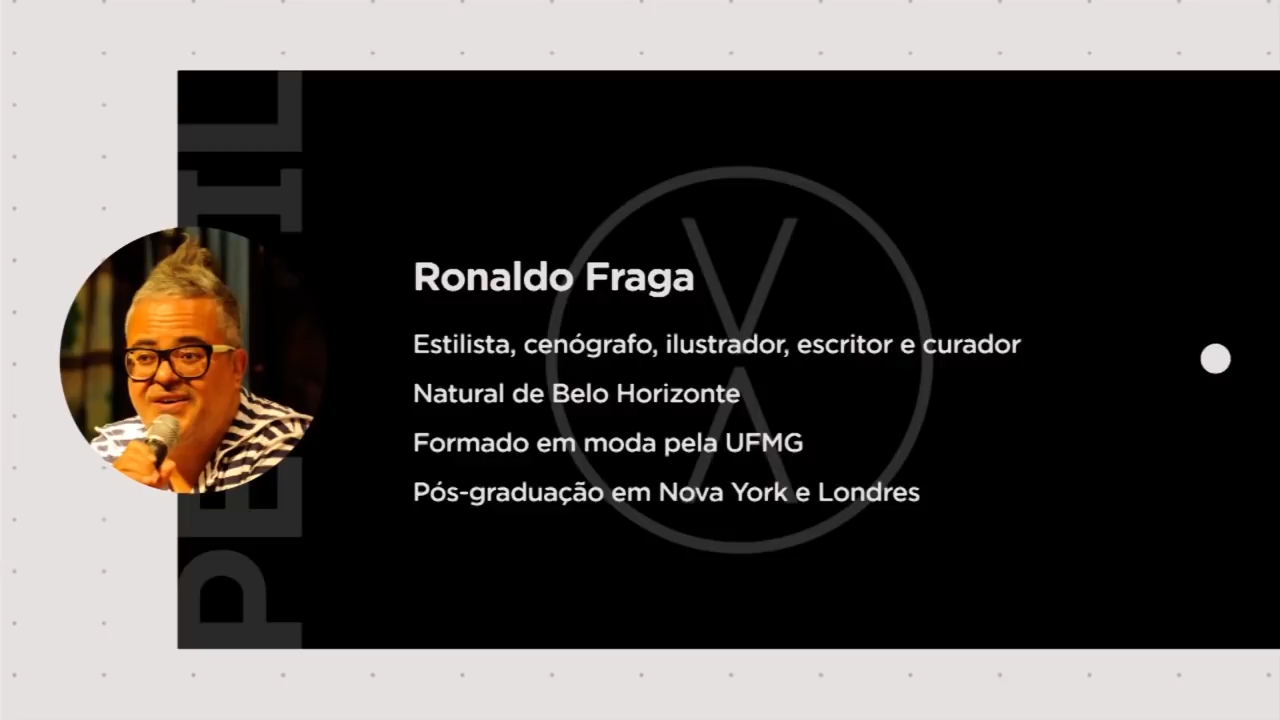 PERFIL
Ronaldo Fraga
Estilista, cenógrafo, ilustrador, escritor e curador
Natural de Belo Horizonte
Formado em moda pela UFMG
Pós-graduação em Nova York e Londres